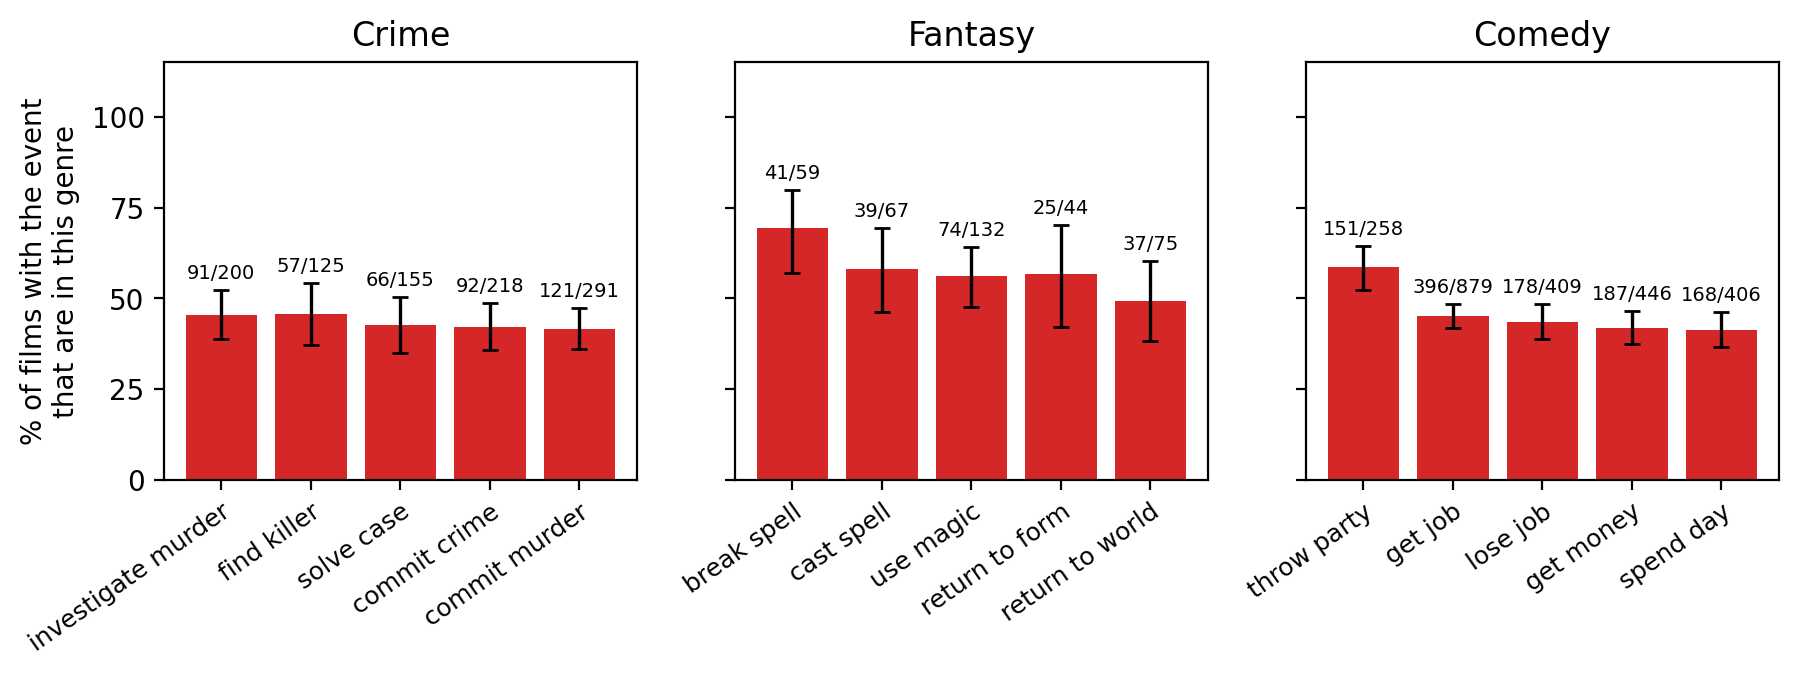 Crime
Fantasy
Comedy
% of films with the event
that are in this genre
100
75
50
25
0
91/200
57/125
66/155
92/218
121/291
41/59
39/67
74/132
25/44
37/75
151/258
396/879
178/409
187/446
168/406
investigate murder
find killer
solve case
commit crime
commit murder
break spell
cast spell
use magic
return to form
return to world
throw party
get job
lose job
get money
spend day